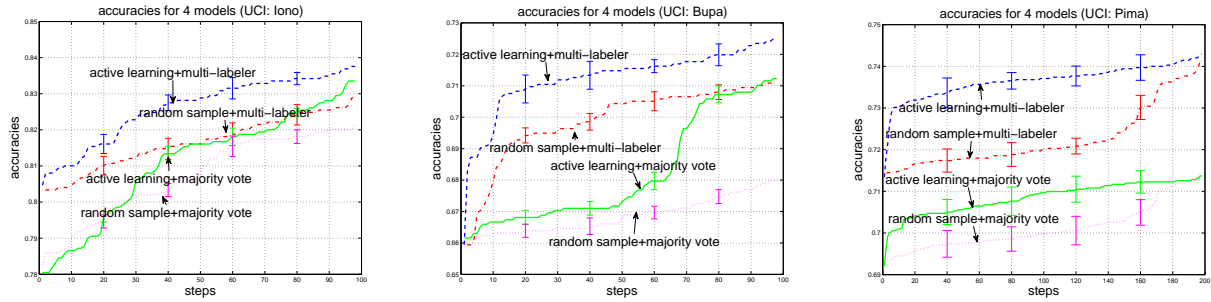 accuracies for 4 models (UCI: Iono)
accuracies
0.85
0.84
0.83
0.82
0.81
0.8
0.79
0.78
active learning+multi−labeler
random sample+multi−labeler
active learning+majority vote
random sample+majority vote
0 10 20 30 40 50 60 70 80 90 100
steps
accuracies for 4 models (UCI: Bupa)
accuracies
0.73
0.72
0.71
0.7
0.69
0.68
0.67
0.66
0.65
active learning+multi−labeler
random sample+multi−labeler
active learning+majority vote
random sample+majority vote
0 10 20 30 40 50 60 70 80 90 100
steps
accuracies for 4 models (UCI: Pima)
accuracies
0.75
0.74
0.73
0.72
0.71
0.7
0.69
active learning+multi−labeler
random sample+multi−labeler
active learning+majority vote
random sample+majority vote
0 20 40 60 80 100 120 140 160 180 200
steps